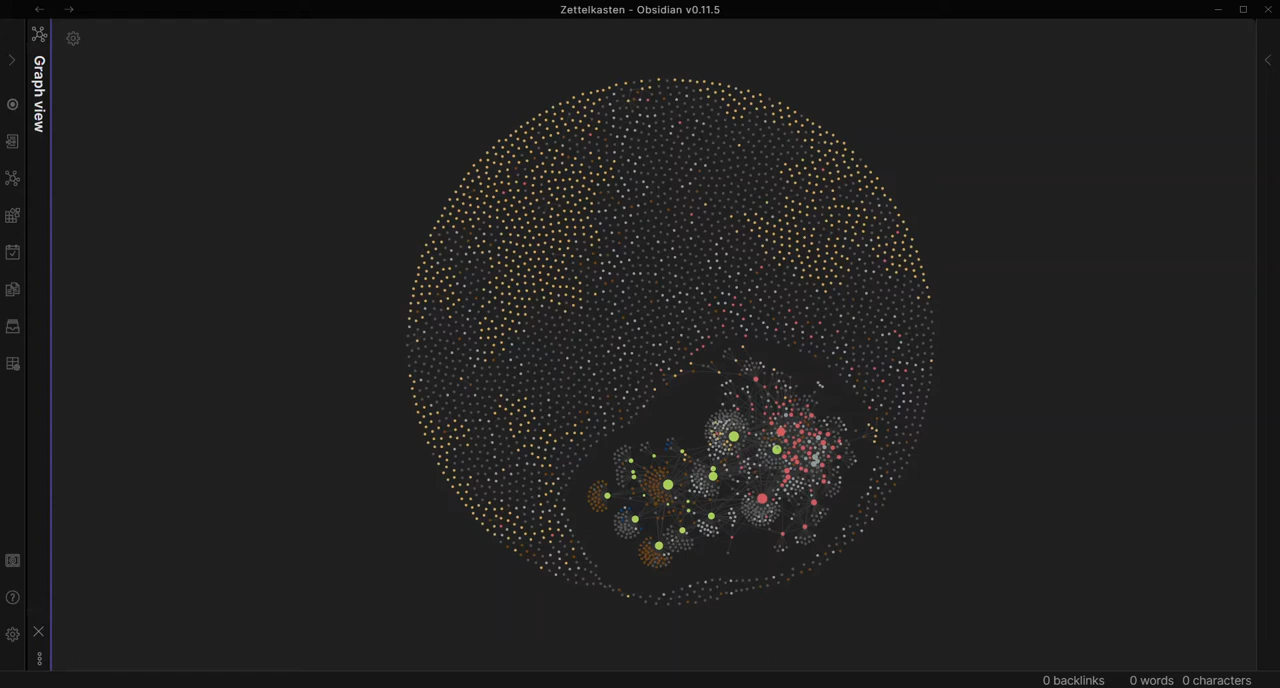 Zettelkasten - Obsidian v0.11.5
Graph view
0 backlinks 0 words 0 characters